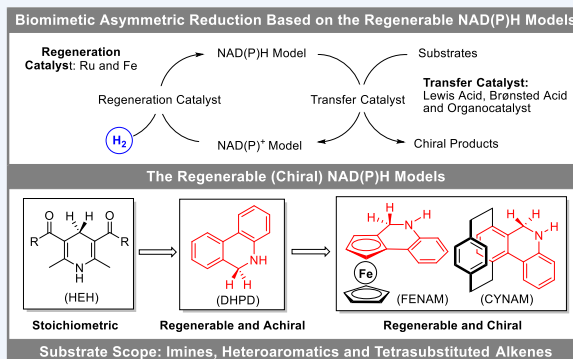 Biomimetic Asymmetric Reduction Based on the Regenerable NAD(P)H Models
Regeneration
Catalyst: Ru and Fe
NAD(P)H Model
Substrates
Transfer Catalyst:
Lewis Acid, Brønsted Acid
and Organocatalyst
Regeneration Catalyst
Transfer Catalyst
H2
NAD(P)+ Model
Chiral Products
The Regenerable (Chiral) NAD(P)H Models
H H
O O
R R
N
H
(HEH)
NH
H H
(DHPD)
H H
N H
Fe
(FENAM)
H H
N H
(CYNAM)
Stoichiometric
Regenerable and Achiral
Regenerable and Chiral
Substrate Scope: Imines, Heteroaromatics and Tetrasubstituted Alkenes